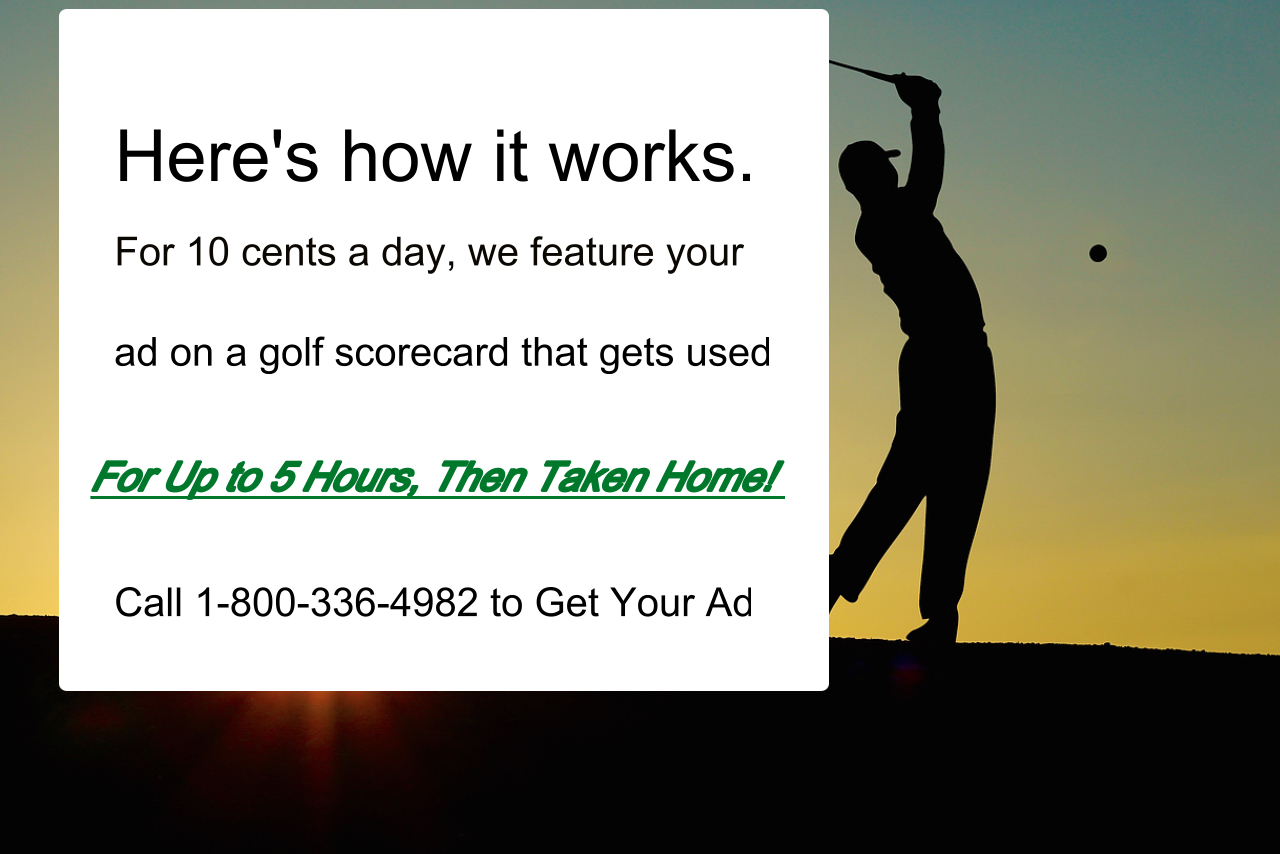 Here's how it works.
For 10 cents a day, we feature your
ad on a golf scorecard that gets used
For Up to 5 Hours, Then Taken Home!
Call 1-800-336-4982 to Get Your Ad